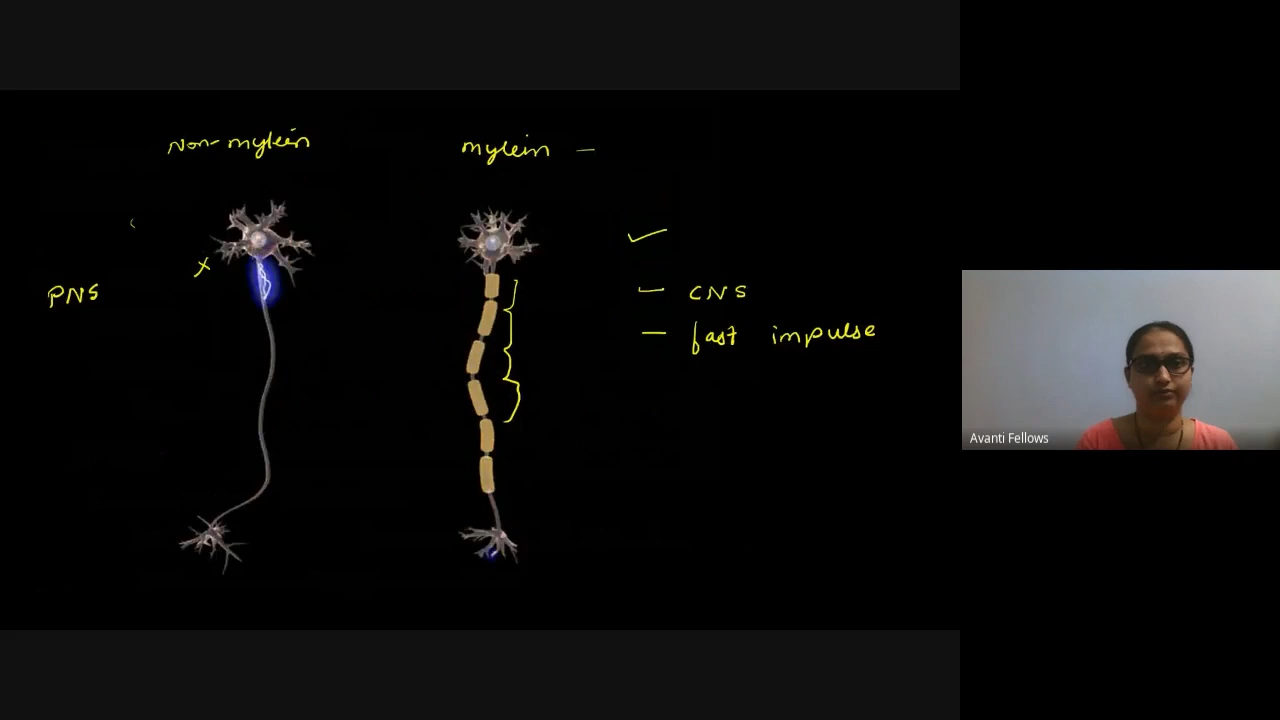 Non-mylein
mylein -
x
PNS
✓
- CNS
- fast impulse
Avanti Fellows